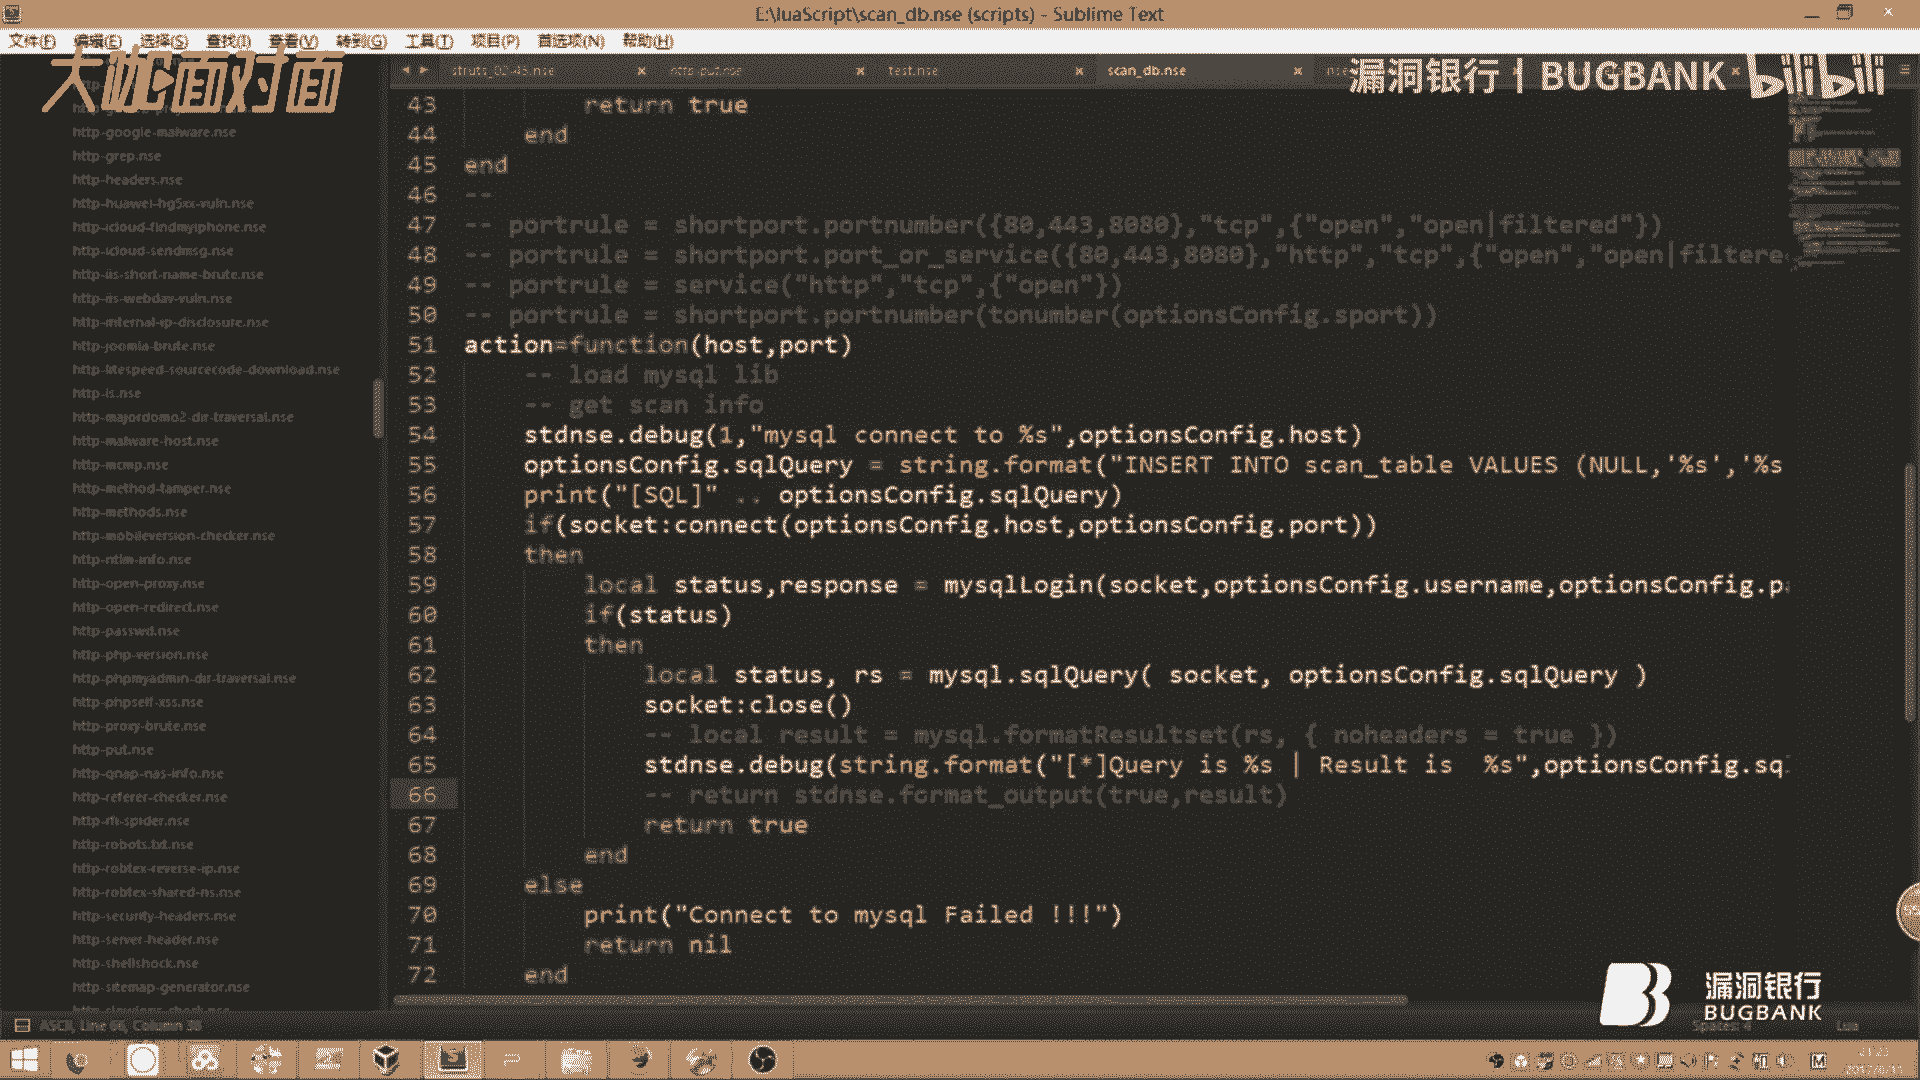 E:\luaScript\scan_db.nse (scripts) - Sublime Text
文件(F) 编辑(E) 选择(S) 查找(I) 查看(V) 转到(G) 工具(T) 项目(P) 首选项(N) 帮助(H)
大咖面对面
struts_02-45.nse http-put.nse test.nse scan_db.nse
漏洞银行 | BUGBANK bilibili
http-google-malware.nse
http-grep.nse
http-headers.nse
http-huawei-hg5xx-vuln.nse
http-icloud-findmyiphone.nse
http-icloud-sendmsg.nse
http-iis-short-name-brute.nse
http-iis-webdav-vuln.nse
http-internal-ip-disclosure.nse
http-joomla-brute.nse
http-litespeed-sourcecode-download.nse
http-ls.nse
http-majordomo2-dir-traversal.nse
http-malware-host.nse
http-mcmp.nse
http-method-tamper.nse
http-methods.nse
http-mobileversion-checker.nse
http-ntlm-info.nse
http-open-proxy.nse
http-open-redirect.nse
http-passwd.nse
http-php-version.nse
http-phpmyadmin-dir-traversal.nse
http-phpself-xss.nse
http-proxy-brute.nse
http-put.nse
http-qnap-nas-info.nse
http-referer-checker.nse
http-rfi-spider.nse
http-robots.txt.nse
http-robtex-reverse-ip.nse
http-robtex-shared-ns.nse
http-security-headers.nse
http-server-header.nse
http-shellshock.nse
http-sitemap-generator.nse
43 return true
44 end
45 end
46 --
47 -- portrule = shortport.portnumber({80,443,8080},"tcp",{"open","open|filtered"})
48 -- portrule = shortport.port_or_service({80,443,8080},"http","tcp",{"open","open|filtere
49 -- portrule = service("http","tcp",{"open"})
50 -- portrule = shortport.portnumber(tonumber(optionsConfig.sport))
51 action=function(host,port)
52 -- load mysql lib
53 -- get scan info
54 stdnse.debug(1,"mysql connect to %s",optionsConfig.host)
55 optionsConfig.sqlQuery = string.format("INSERT INTO scan_table VALUES (NULL,'%s','%s
56 print("[SQL]" .. optionsConfig.sqlQuery)
57 if(socket:connect(optionsConfig.host,optionsConfig.port))
58 then
59 local status,response = mysqlLogin(socket,optionsConfig.username,optionsConfig.p
60 if(status)
61 then
62 local status, rs = mysql.sqlQuery( socket, optionsConfig.sqlQuery )
63 socket:close()
64 -- local result = mysql.formatResultset(rs, { noheaders = true })
65 stdnse.debug(string.format("[*]Query is %s | Result is  %s",optionsConfig.sq
66 -- return stdnse.format_output(true,result)
67 return true
68 end
69 else
70 print("Connect to mysql Failed !!!")
71 return nil
72 end
漏洞银行
BUGBANK
ASCII, Line 66, Column 38
Spaces: 4 Lua